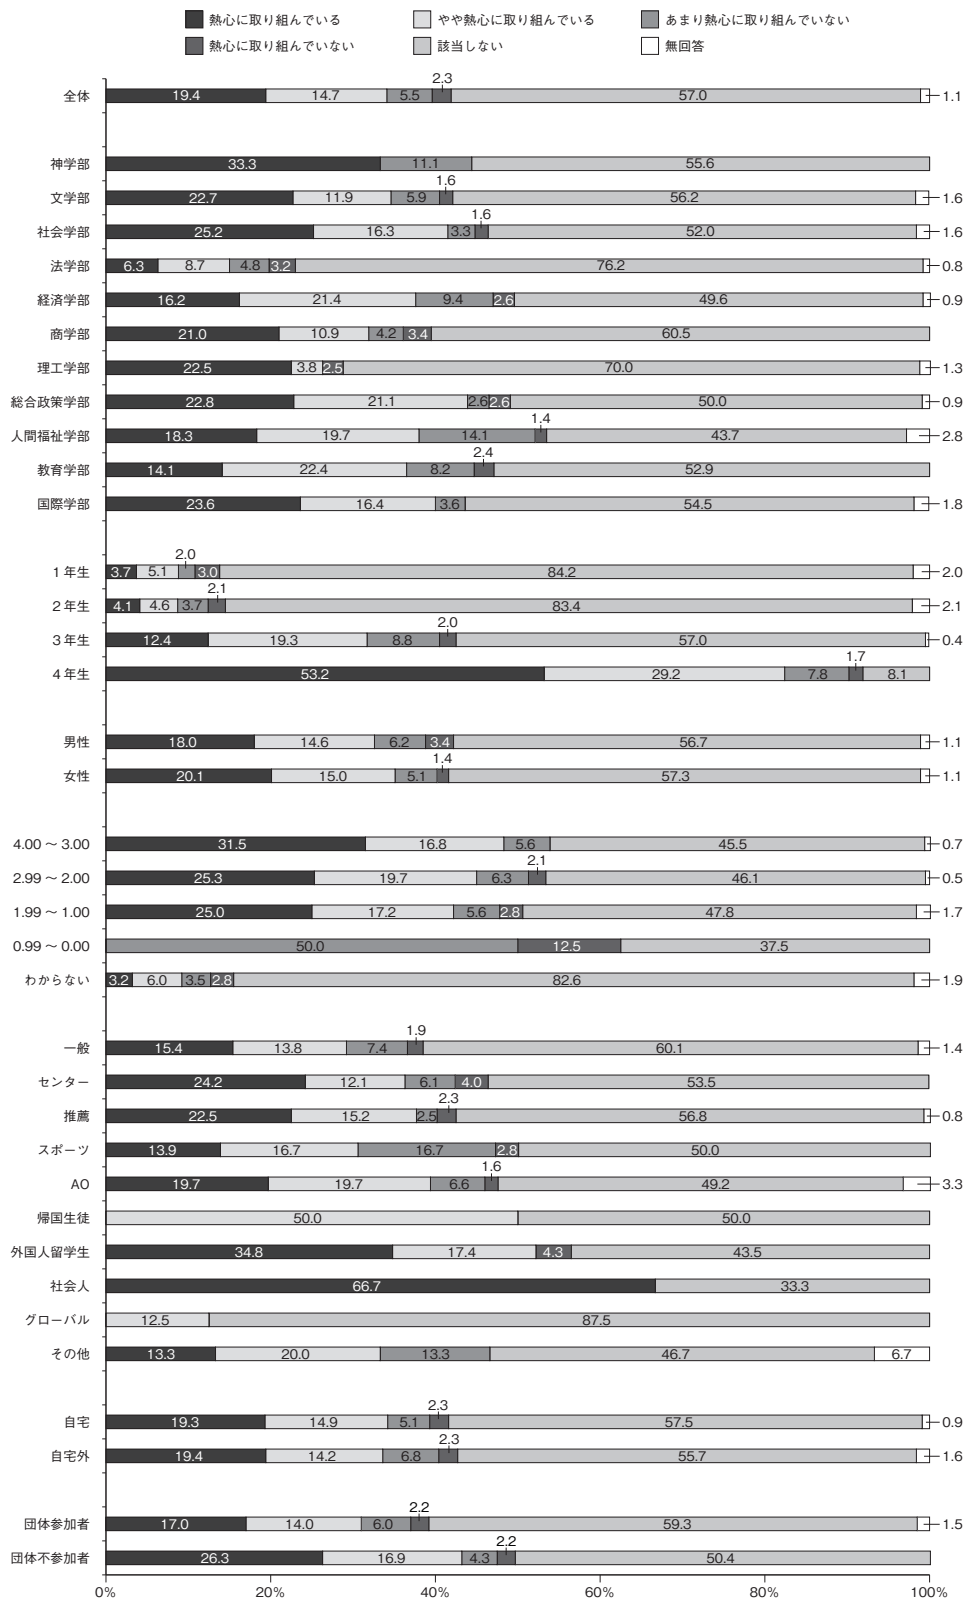 熱心に取り組んでいる やや熱心に取り組んでいる あまり熱心に取り組んでいない
熱心に取り組んでいない 該当しない 無回答
全体 19.4 14.7 5.5 2.3 57.0 1.1
神学部 33.3 11.1 55.6
文学部 22.7 11.9 5.9 1.6 56.2 1.6
社会学部 25.2 16.3 3.3 1.6 52.0 1.6
法学部 6.3 8.7 4.8 3.2 76.2 0.8
経済学部 16.2 21.4 9.4 2.6 49.6 0.9
商学部 21.0 10.9 4.2 3.4 60.5
理工学部 22.5 3.8 2.5 70.0 1.3
総合政策学部 22.8 21.1 2.6 2.6 50.0 0.9
人間福祉学部 18.3 19.7 14.1 1.4 43.7 2.8
教育学部 14.1 22.4 8.2 2.4 52.9
国際学部 23.6 16.4 3.6 54.5 1.8
1年生 3.7 5.1 2.0 3.0 84.2 2.0
2年生 4.1 4.6 3.7 2.1 83.4 2.1
3年生 12.4 19.3 8.8 2.0 57.0 0.4
4年生 53.2 29.2 7.8 1.7 8.1
男性 18.0 14.6 6.2 3.4 56.7 1.1
女性 20.1 15.0 5.1 1.4 57.3 1.1
4.00～3.00 31.5 16.8 5.6 45.5 0.7
2.99～2.00 25.3 19.7 6.3 2.1 46.1 0.5
1.99～1.00 25.0 17.2 5.6 2.8 47.8 1.7
0.99～0.00 50.0 12.5 37.5
わからない 3.2 6.0 3.5 2.8 82.6 1.9
一般 15.4 13.8 7.4 1.9 60.1 1.4
センター 24.2 12.1 6.1 4.0 53.5
推薦 22.5 15.2 2.5 2.3 56.8 0.8
スポーツ 13.9 16.7 16.7 2.8 50.0
AO 19.7 19.7 6.6 1.6 49.2 3.3
帰国生徒 50.0 50.0
外国人留学生 34.8 17.4 4.3 43.5
社会人 66.7 33.3
グローバル 12.5 87.5
その他 13.3 20.0 13.3 46.7 6.7
自宅 19.3 14.9 5.1 2.3 57.5 0.9
自宅外 19.4 14.2 6.8 2.3 55.7 1.6
団体参加者 17.0 14.0 6.0 2.2 59.3 1.5
団体不参加者 26.3 16.9 4.3 2.2 50.4
0% 20% 40% 60% 80% 100%